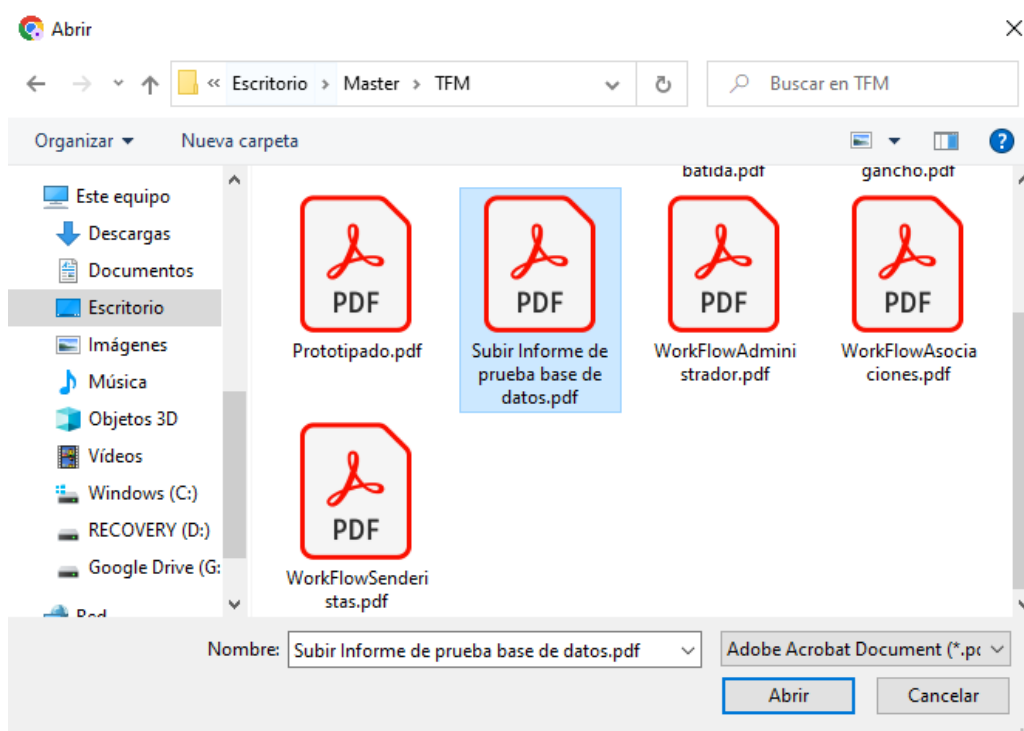 Abrir
« Escritorio › Master › TFM
Buscar en TFM
Organizar
Nueva carpeta
?
Este equipo
Descargas
Documentos
Escritorio
Imágenes
Música
Objetos 3D
Vídeos
Windows (C:)
RECOVERY (D:)
Google Drive (G:
Red
batida.pdf
gancho.pdf
PDF
Prototipado.pdf
PDF
Subir Informe de
prueba base de
datos.pdf
PDF
WorkFlowAdmini
strador.pdf
PDF
WorkFlowAsocia
ciones.pdf
PDF
WorkFlowSenderi
stas.pdf
Nombre:
Subir Informe de prueba base de datos.pdf
Adobe Acrobat Document (*.pc
Abrir
Cancelar